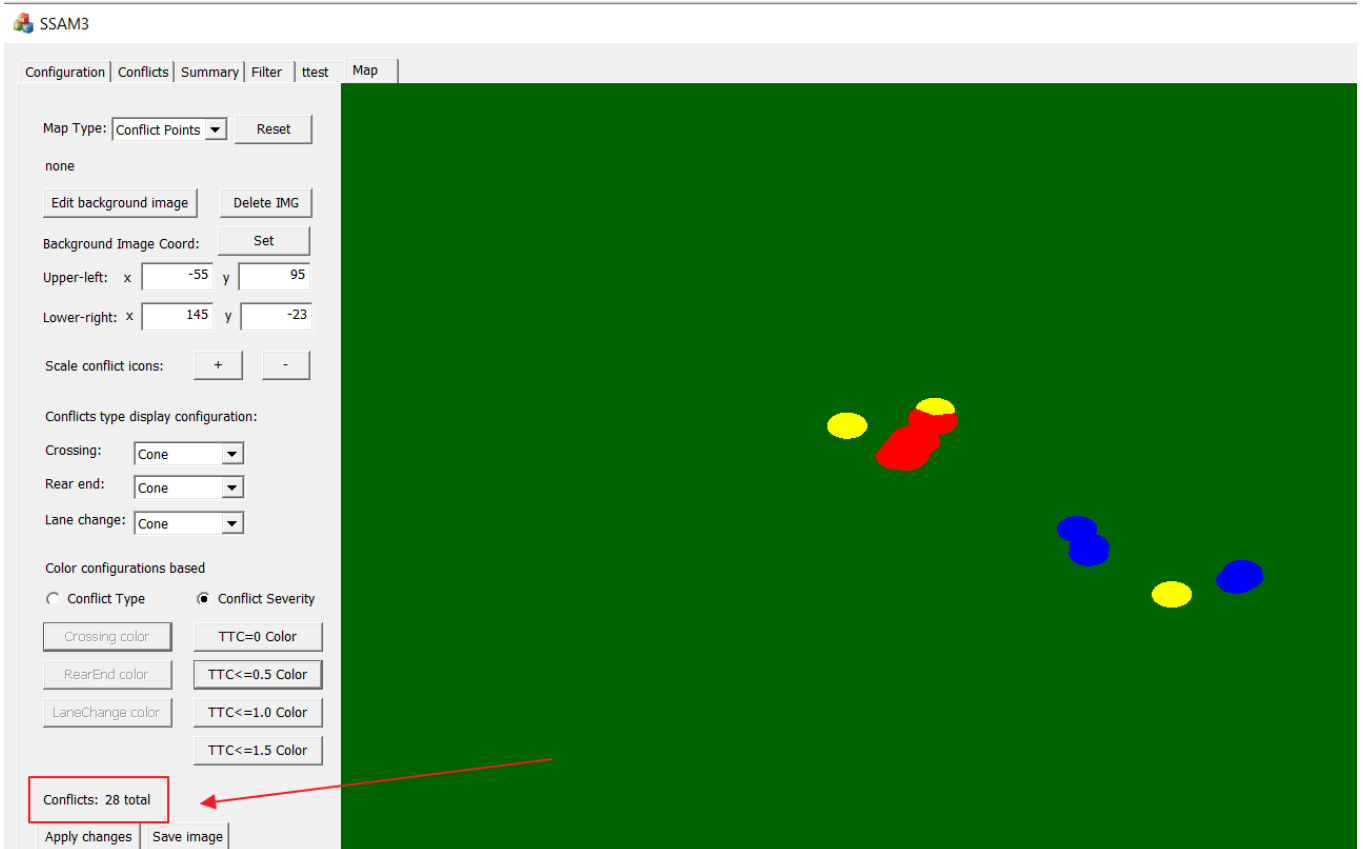 SSAM3
Configuration Conflicts Summary Filter ttest Map
Map Type: Conflict Points Reset
none
Edit background image Delete IMG
Background Image Coord: Set
Upper-left: x -55 y 95
Lower-right: x 145 y -23
Scale conflict icons: + -
Conflicts type display configuration:
Crossing: Cone
Rear end: Cone
Lane change: Cone
Color configurations based
Conflict Type Conflict Severity
Crossing color TTC=0 Color
RearEnd color TTC<=0.5 Color
LaneChange color TTC<=1.0 Color
TTC<=1.5 Color
Conflicts: 28 total
Apply changes Save image